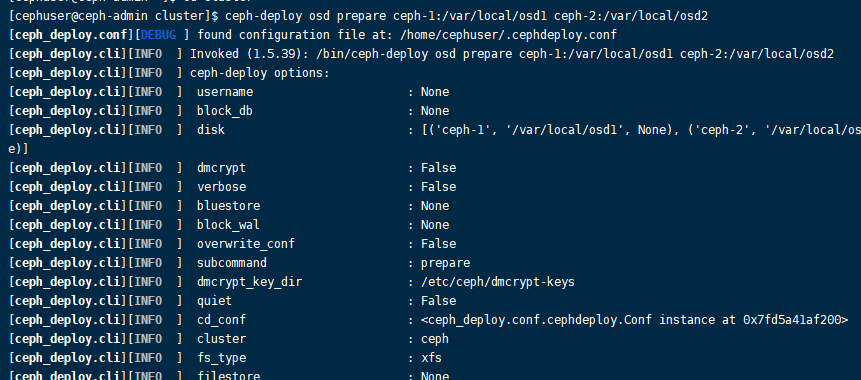 [cephuser@ceph-admin cluster]$ ceph-deploy osd prepare ceph-1:/var/local/osd1 ceph-2:/var/local/osd2
[ceph_deploy.conf][DEBUG ] found configuration file at: /home/cephuser/.cephdeploy.conf
[ceph_deploy.cli][INFO  ] Invoked (1.5.39): /bin/ceph-deploy osd prepare ceph-1:/var/local/osd1 ceph-2:/var/local/osd2
[ceph_deploy.cli][INFO  ] ceph-deploy options:
[ceph_deploy.cli][INFO  ]  username                      : None
[ceph_deploy.cli][INFO  ]  block_db                      : None
[ceph_deploy.cli][INFO  ]  disk                          : [('ceph-1', '/var/local/osd1', None), ('ceph-2', '/var/local/os
e)]
[ceph_deploy.cli][INFO  ]  dmcrypt                       : False
[ceph_deploy.cli][INFO  ]  verbose                       : False
[ceph_deploy.cli][INFO  ]  bluestore                     : None
[ceph_deploy.cli][INFO  ]  block_wal                     : None
[ceph_deploy.cli][INFO  ]  overwrite_conf                : False
[ceph_deploy.cli][INFO  ]  subcommand                    : prepare
[ceph_deploy.cli][INFO  ]  dmcrypt_key_dir               : /etc/ceph/dmcrypt-keys
[ceph_deploy.cli][INFO  ]  quiet                         : False
[ceph_deploy.cli][INFO  ]  cd_conf                       : <ceph_deploy.conf.cephdeploy.Conf instance at 0x7fd5a41af200>
[ceph_deploy.cli][INFO  ]  cluster                       : ceph
[ceph_deploy.cli][INFO  ]  fs_type                       : xfs
[ceph_deploy.cli][INFO  ]  filestore                     : None